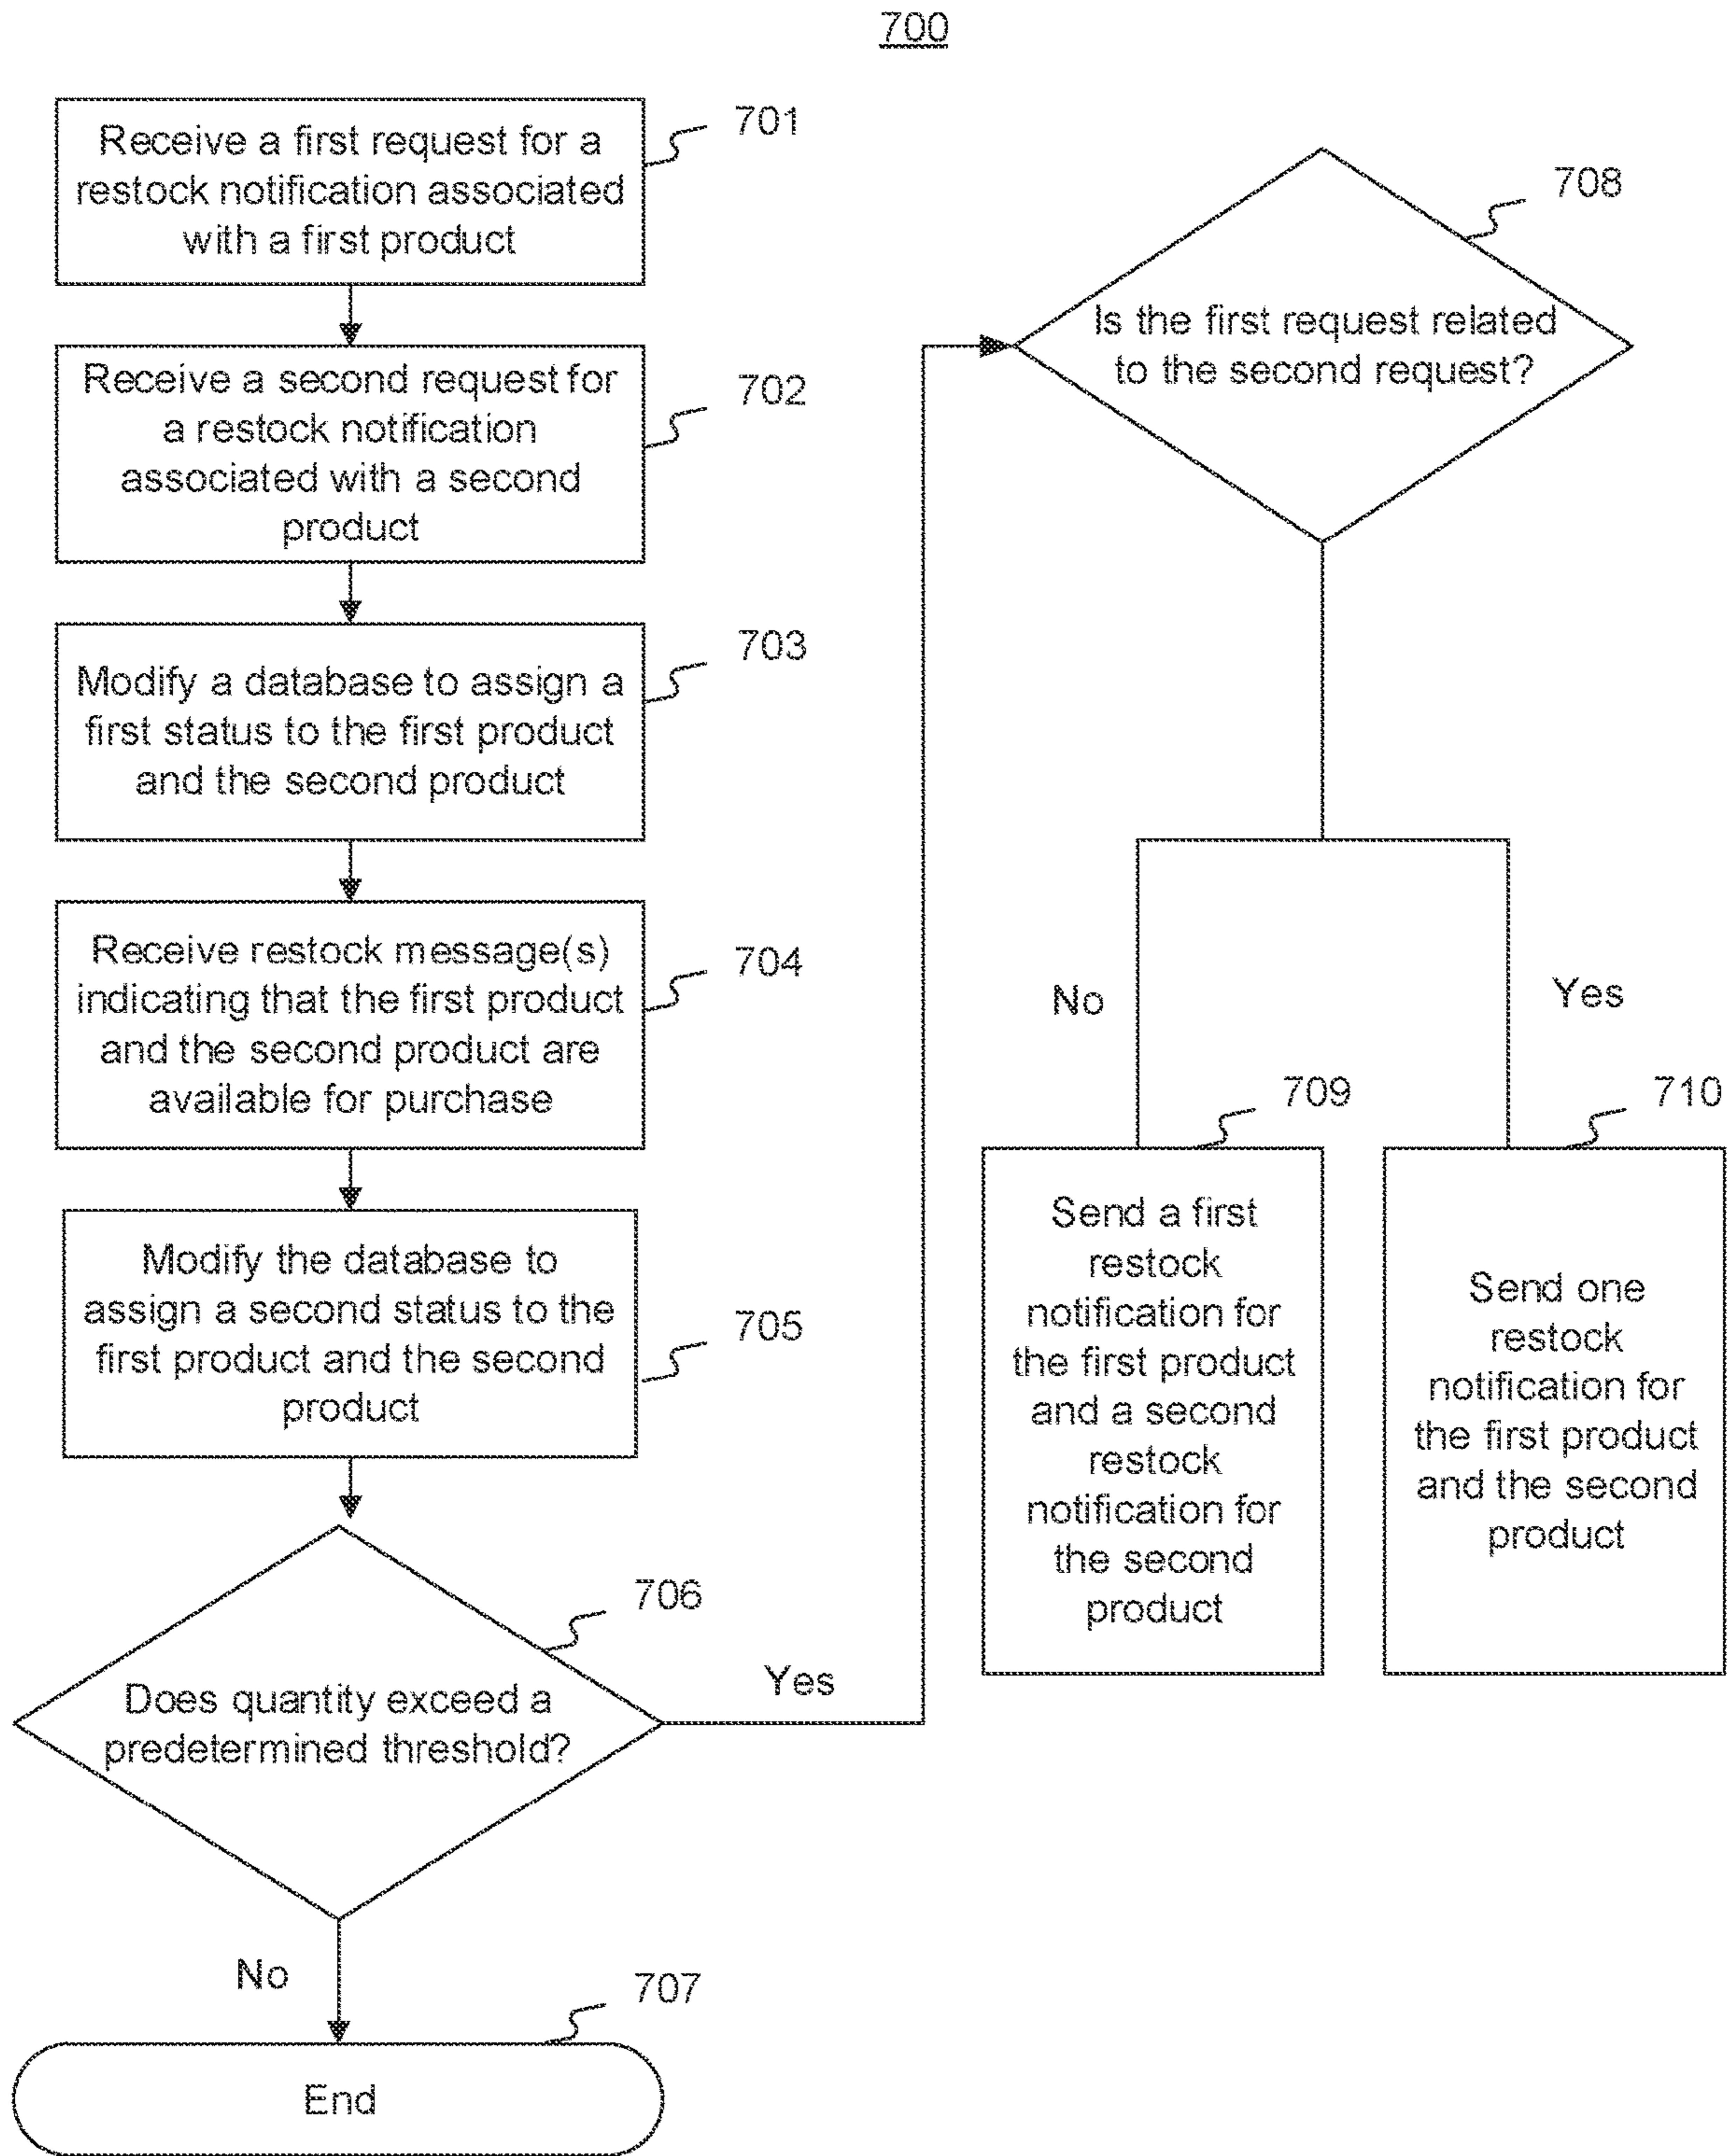 700
Receive a first request for a
restock notification associated
with a first product
701
Receive a second request for
a restock notification
associated with a second
product
702
Modify a database to assign a
first status to the first product
and the second product
703
Receive restock message(s)
indicating that the first product
and the second product are
available for purchase
704
Modify the database to
assign a second status to the
first product and the second
product
705
Does quantity exceed a
predetermined threshold?
706
Yes
No
707
End
708
Is the first request related
to the second request?
No
Yes
709
Send a first
restock
notification for
the first product
and a second
restock
notification for
the second
product
710
Send one
restock
notification for
the first product
and the second
product